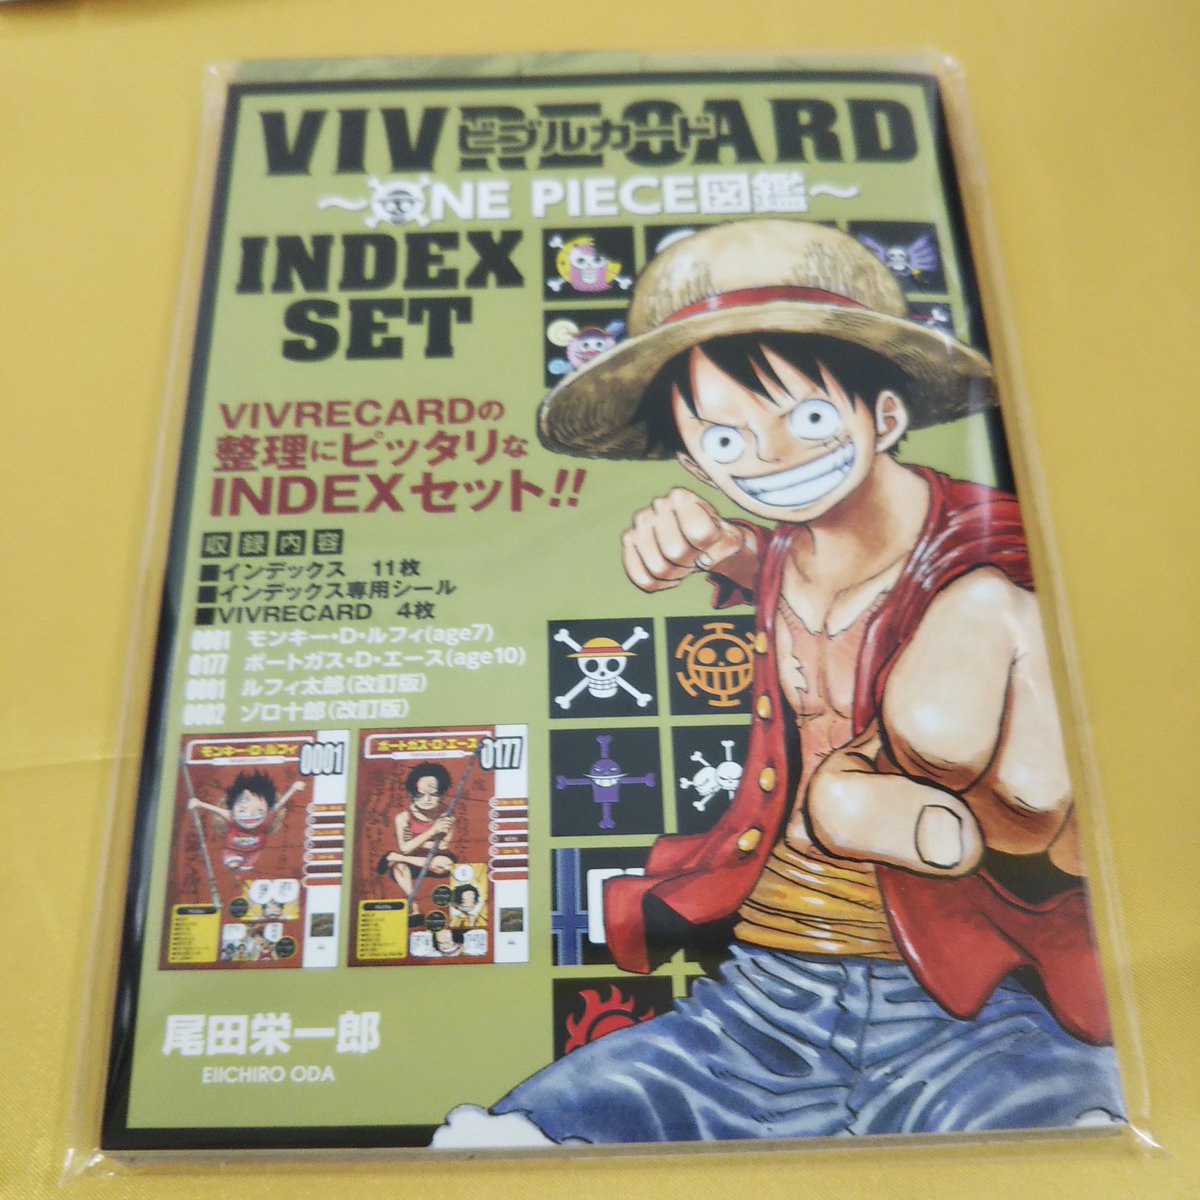 VIVRE CARD
ビブルカード
〜ONE PIECE図鑑〜
INDEX
SET
VIVRECARDの
整理にピッタリな
INDEXセット!!
収録内容
■インデックス 11枚
■インデックス専用シール
■VIVRECARD 4枚
0001 モンキー・D・ルフィ(age7)
0177 ポートガス・D・エース(age10)
0001 ルフィ太郎(改訂版)
0002 ゾロ十郎(改訂版)
モンキー・D・ルフィ 0001
ポートガス・D・エース 0177
尾田栄一郎
EIICHIRO ODA